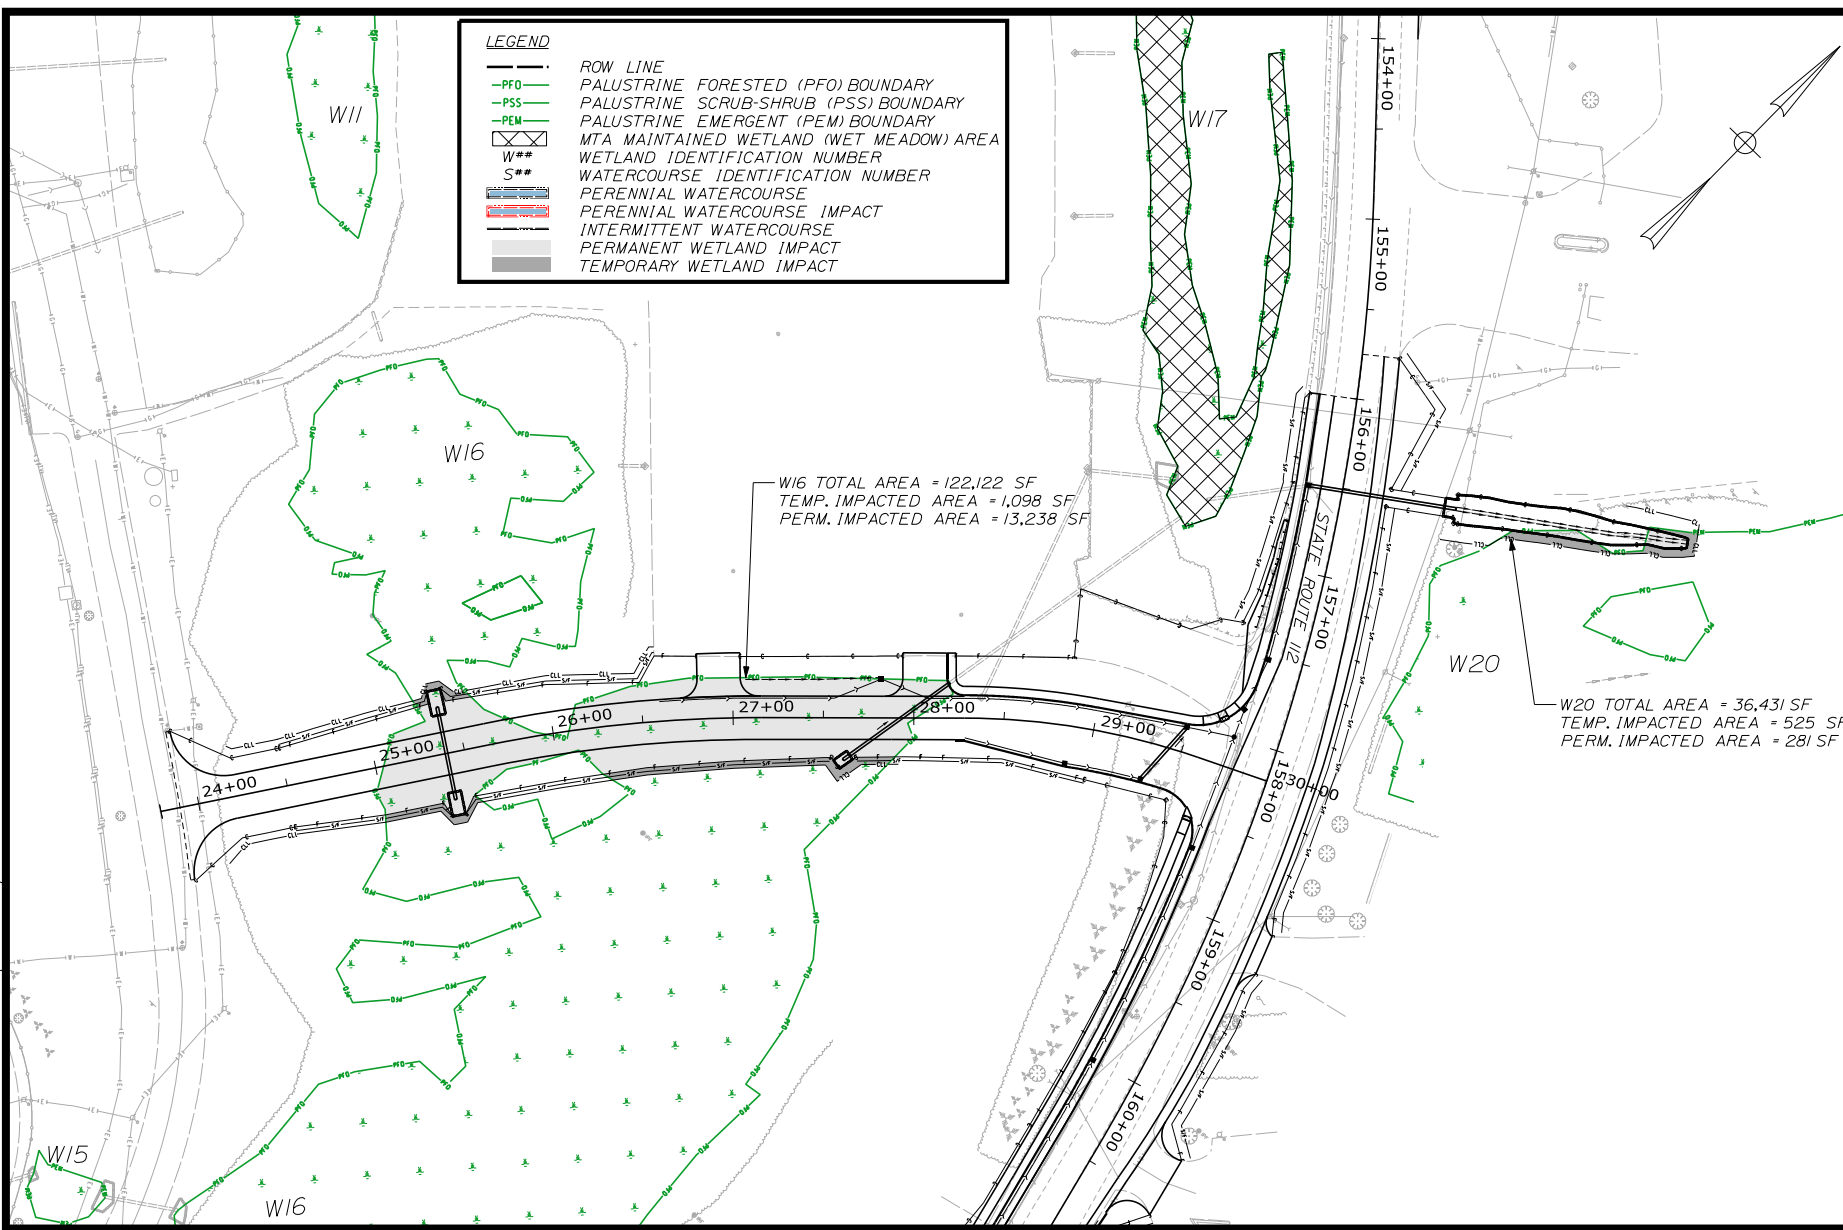 LEGEND
ROW LINE
PFO PALUSTRINE FORESTED (PFO) BOUNDARY
PSS PALUSTRINE SCRUB-SHRUB (PSS) BOUNDARY
PEM PALUSTRINE EMERGENT (PEM) BOUNDARY
MTA MAINTAINED WETLAND (WET MEADOW) AREA
W## WETLAND IDENTIFICATION NUMBER
S## WATERCOURSE IDENTIFICATION NUMBER
PERENNIAL WATERCOURSE
PERENNIAL WATERCOURSE IMPACT
INTERMITTENT WATERCOURSE
PERMANENT WETLAND IMPACT
TEMPORARY WETLAND IMPACT
W11
W17
154+00
155+00
156+00
W16
W16 TOTAL AREA = 122,122 SF
TEMP. IMPACTED AREA = 1,098 SF
PERM. IMPACTED AREA = 13,238 SF
STATE ROUTE 112
157+00
W20
W20 TOTAL AREA = 36,431 SF
TEMP. IMPACTED AREA = 525 SF
PERM. IMPACTED AREA = 281 SF
24+00
25+00
26+00
27+00
28+00
29+00
30+00
158+00
159+00
160+00
W15
W16